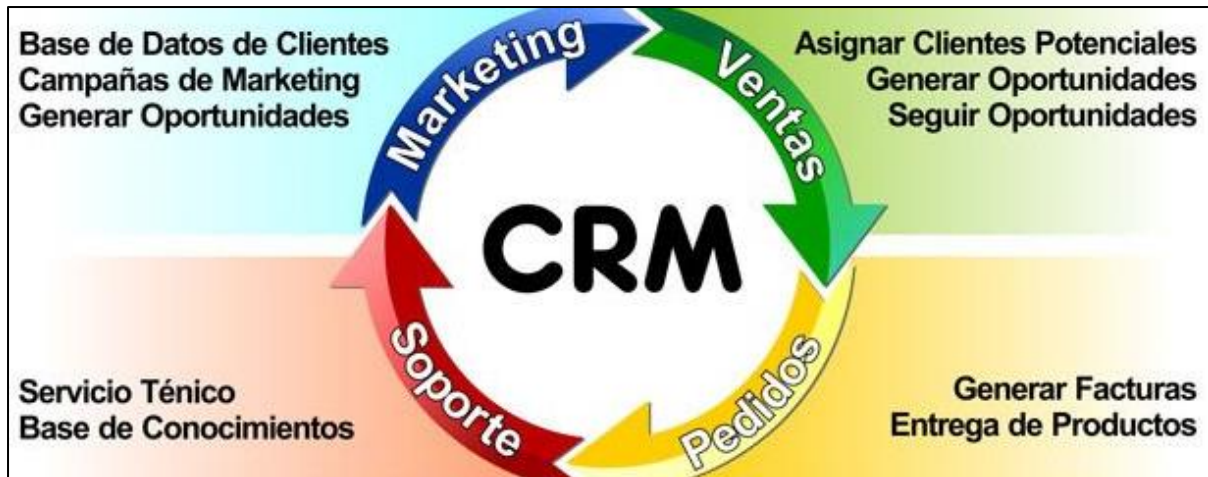 Base de Datos de Clientes
Campañas de Marketing
Generar Oportunidades
Marketing
Ventas
Asignar Clientes Potenciales
Generar Oportunidades
Seguir Oportunidades
CRM
Servicio Ténico
Base de Conocimientos
Soporte
Pedidos
Generar Facturas
Entrega de Productos